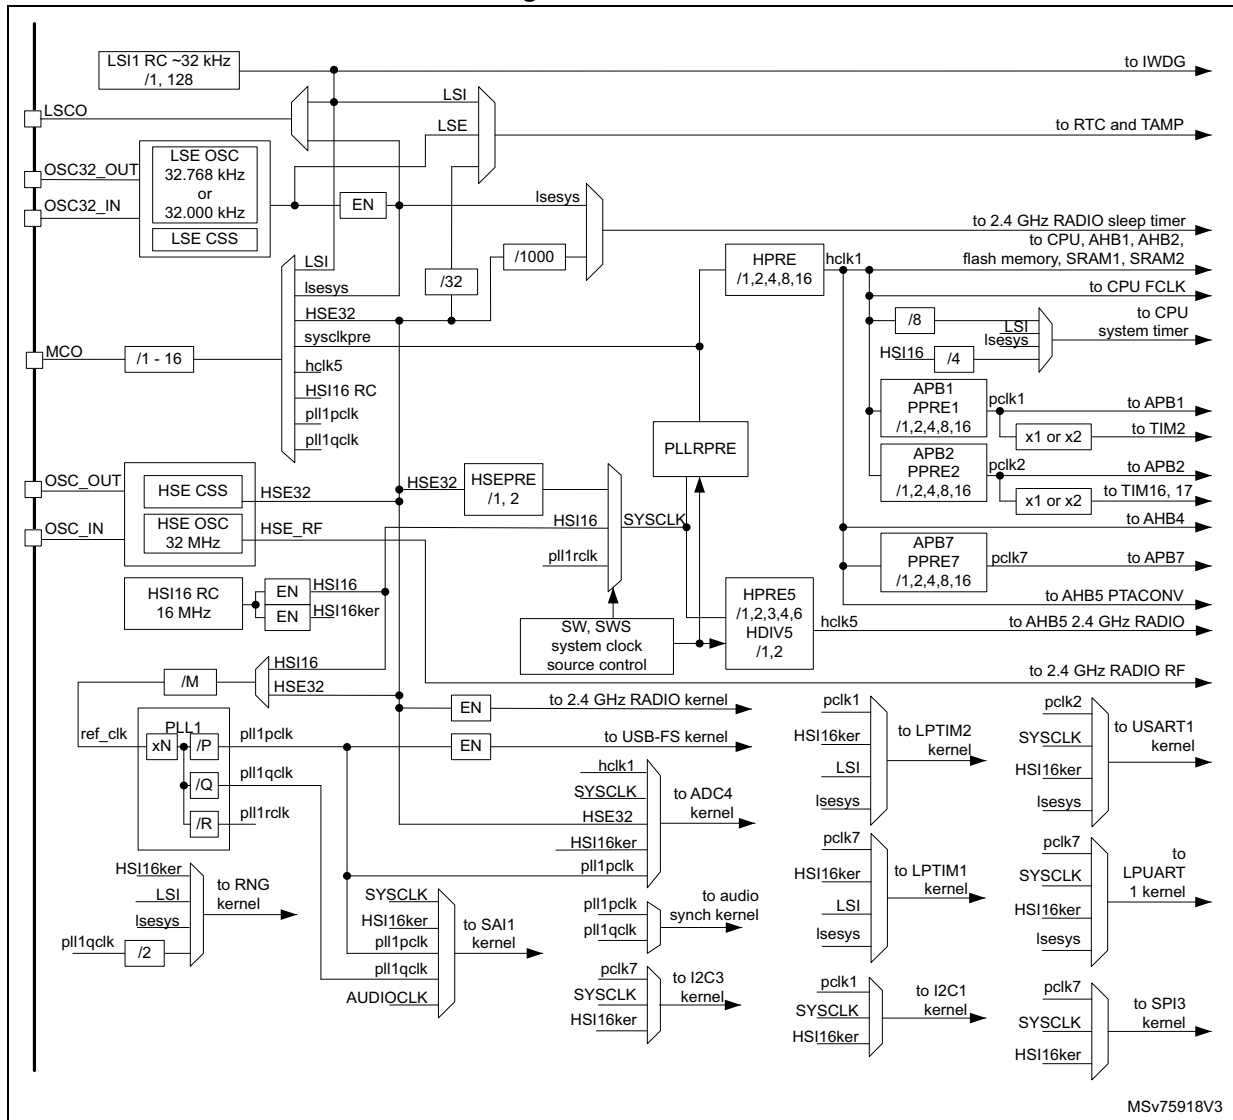 LSI1 RC ~32 kHz
/1, 128
to IWDG
LSCO
LSI
LSE
to RTC and TAMP
OSC32_OUT
LSE OSC
32.768 kHz
or
32.000 kHz
OSC32_IN
LSE CSS
EN
lsesys
to 2.4 GHz RADIO sleep timer
/1000
/32
HPRE
/1,2,4,8,16
hclk1
to CPU, AHB1, AHB2,
flash memory, SRAM1, SRAM2
to CPU FCLK
/8
LSI
lsesys
HSI16
/4
to CPU
system timer
LSI
lsesys
HSE32
sysclkpre
MCO
/1 - 16
hclk5
HSI16 RC
pll1pclk
pll1qclk
APB1
PPRE1
/1,2,4,8,16
pclk1
to APB1
x1 or x2
to TIM2
PLLRPRE
APB2
PPRE2
/1,2,4,8,16
pclk2
to APB2
x1 or x2
to TIM16, 17
OSC_OUT
HSE CSS
HSE32
OSC_IN
HSE OSC
32 MHz
HSE_RF
HSE32
HSEPRE
/1, 2
HSI16
pll1rclk
SYSCLK
to AHB4
APB7
PPRE7
/1,2,4,8,16
pclk7
to APB7
HSI16 RC
16 MHz
EN
HSI16
EN
HSI16ker
SW, SWS
system clock
source control
HPRE5
/1,2,3,4,6
HDIV5
/1,2
to AHB5 PTACONV
hclk5
to AHB5 2.4 GHz RADIO
/M
HSI16
HSE32
to 2.4 GHz RADIO RF
EN
to 2.4 GHz RADIO kernel
ref_clk
PLL1
xN
/P
pll1pclk
EN
to USB-FS kernel
/Q
pll1qclk
/R
pll1rclk
hclk1
SYSCLK
HSE32
HSI16ker
pll1pclk
to ADC4
kernel
pclk1
HSI16ker
LSI
lsesys
to LPTIM2
kernel
pclk2
SYSCLK
HSI16ker
lsesys
to USART1
kernel
HSI16ker
LSI
lsesys
pll1qclk
/2
to RNG
kernel
SYSCLK
HSI16ker
pll1pclk
pll1qclk
AUDIOCLK
to SAI1
kernel
pll1pclk
pll1qclk
to audio
synch kernel
pclk7
HSI16ker
LSI
lsesys
to LPTIM1
kernel
pclk7
SYSCLK
HSI16ker
lsesys
to
LPUART
1 kernel
pclk7
SYSCLK
HSI16ker
to I2C3
kernel
pclk1
SYSCLK
HSI16ker
to I2C1
kernel
pclk7
SYSCLK
HSI16ker
to SPI3
kernel
MSv75918V3